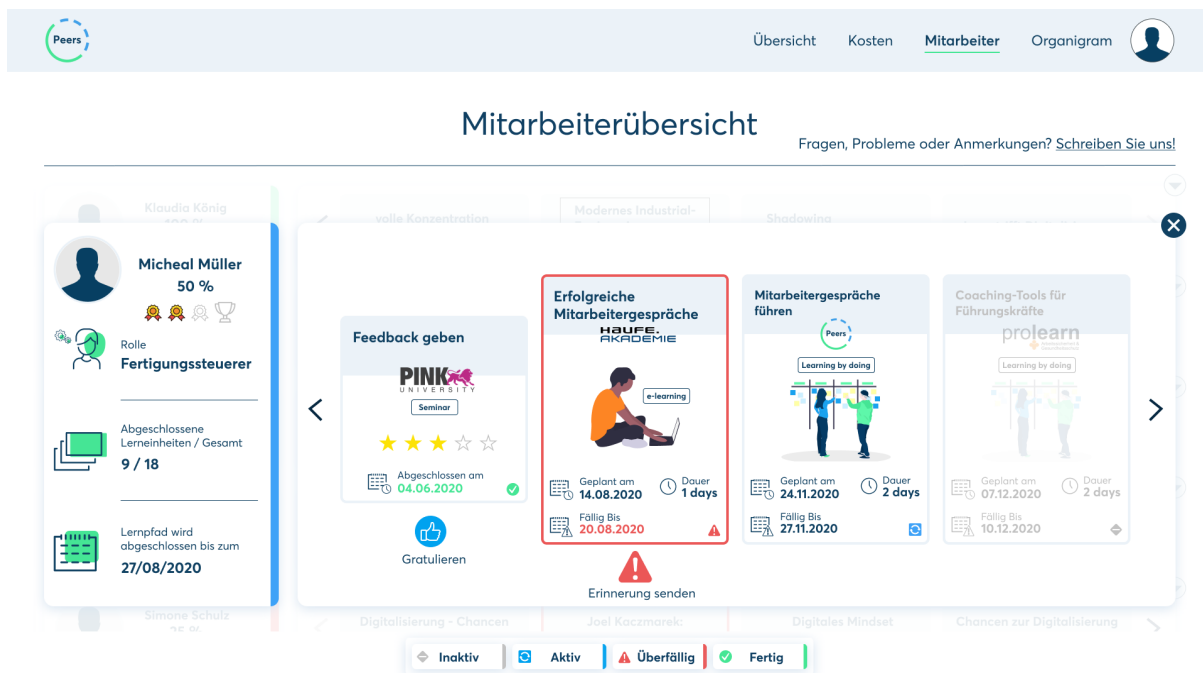 Peers
Übersicht
Kosten
Mitarbeiter
Organigram
Mitarbeiterübersicht
Fragen, Probleme oder Anmerkungen? Schreiben Sie uns!
Klaudia König
100 %
volle Konzentration
Modernes Industrial-
Shadowing
Micheal Müller
50 %
Rolle
Fertigungssteuerer
Abgeschlossene
Lerneinheiten / Gesamt
9 / 18
Lernpfad wird
abgeschlossen bis zum
27/08/2020
Feedback geben
PINK
UNIVERSITY
Seminar
Abgeschlossen am
04.06.2020
Gratulieren
Erfolgreiche
Mitarbeitergespräche
HAUFE.
AKADEMIE
e-learning
Geplant am
14.08.2020
Dauer
1 days
Fällig Bis
20.08.2020
Erinnerung senden
Mitarbeitergespräche
führen
Peers
Learning by doing
Geplant am
24.11.2020
Dauer
2 days
Fällig Bis
27.11.2020
Coaching-Tools für
Führungskräfte
prolearn
Learning by doing
Geplant am
07.12.2020
Dauer
2 days
Fällig Bis
10.12.2020
Simone Schulz
25 %
Digitalisierung - Chancen
Joel Kaczmarek:
Digitales Mindset
Chancen zur Digitalisierung
Inaktiv
Aktiv
Überfällig
Fertig